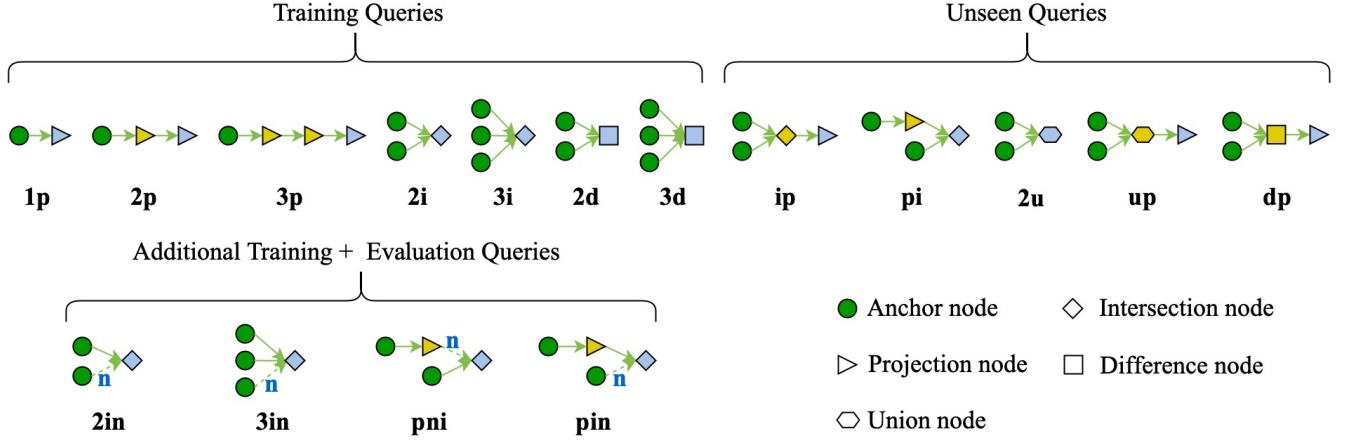 Training Queries
Unseen Queries
1p 2p 3p 2i 3i 2d 3d ip pi 2u up dp
Additional Training + Evaluation Queries
n n n n
2in 3in pni pin
Anchor node
Intersection node
Projection node
Difference node
Union node